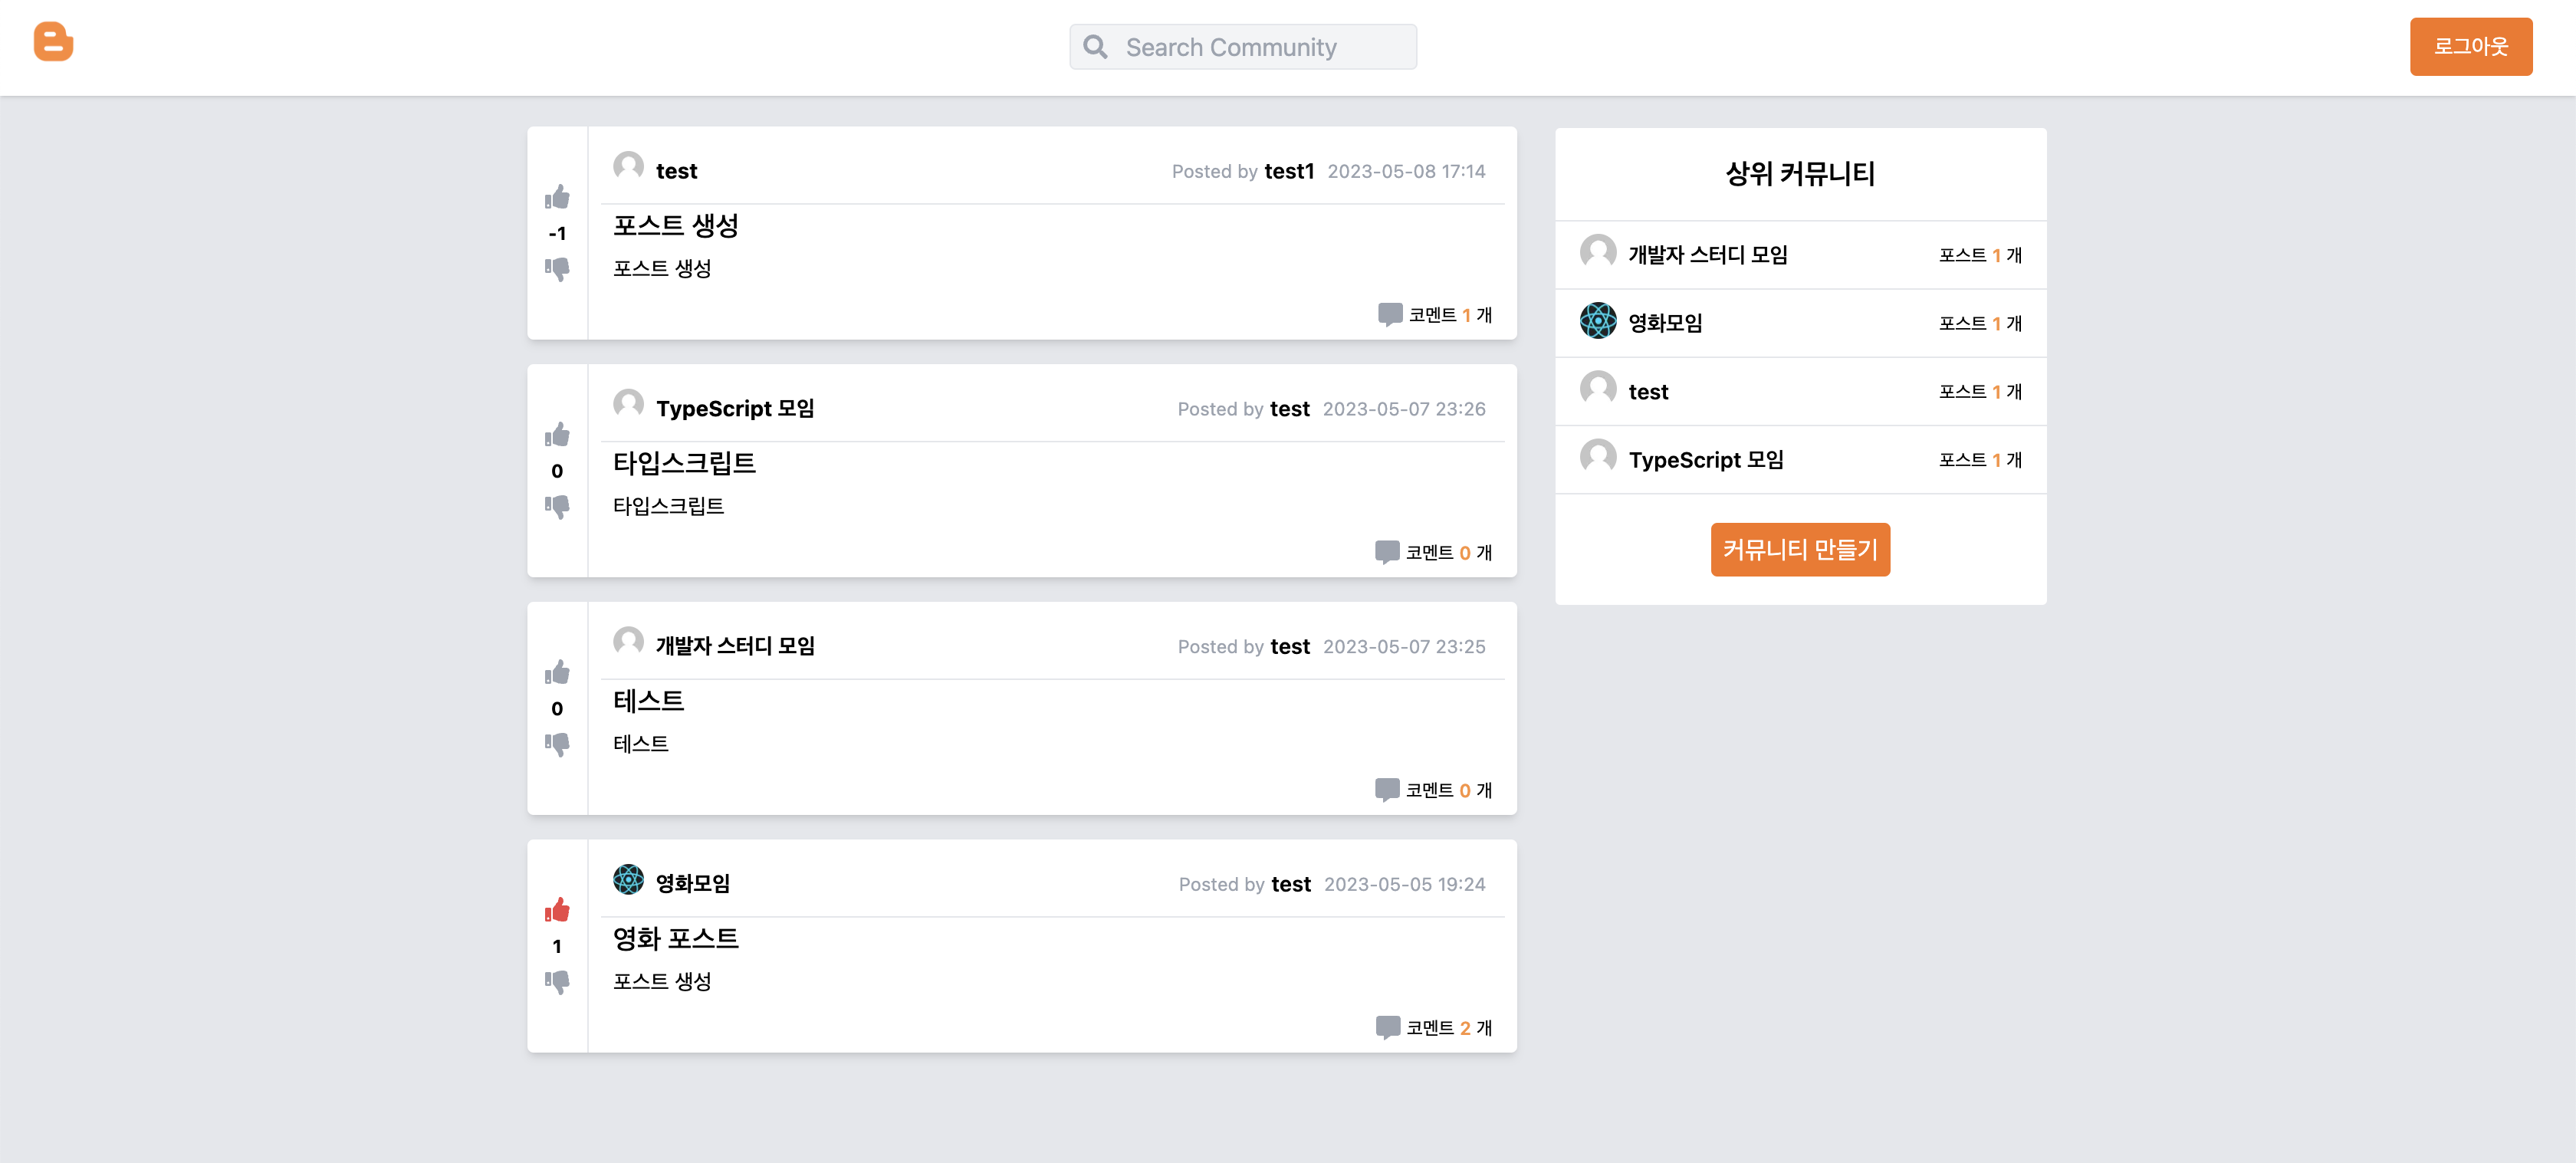 Search Community
로그아웃
test Posted by test1 2023-05-08 17:14
-1
포스트 생성
포스트 생성
코멘트 1 개
TypeScript 모임 Posted by test 2023-05-07 23:26
0
타입스크립트
타입스크립트
코멘트 0 개
개발자 스터디 모임 Posted by test 2023-05-07 23:25
0
테스트
테스트
코멘트 0 개
영화모임 Posted by test 2023-05-05 19:24
1
영화 포스트
포스트 생성
코멘트 2 개
상위 커뮤니티
개발자 스터디 모임 포스트 1 개
영화모임 포스트 1 개
test 포스트 1 개
TypeScript 모임 포스트 1 개
커뮤니티 만들기